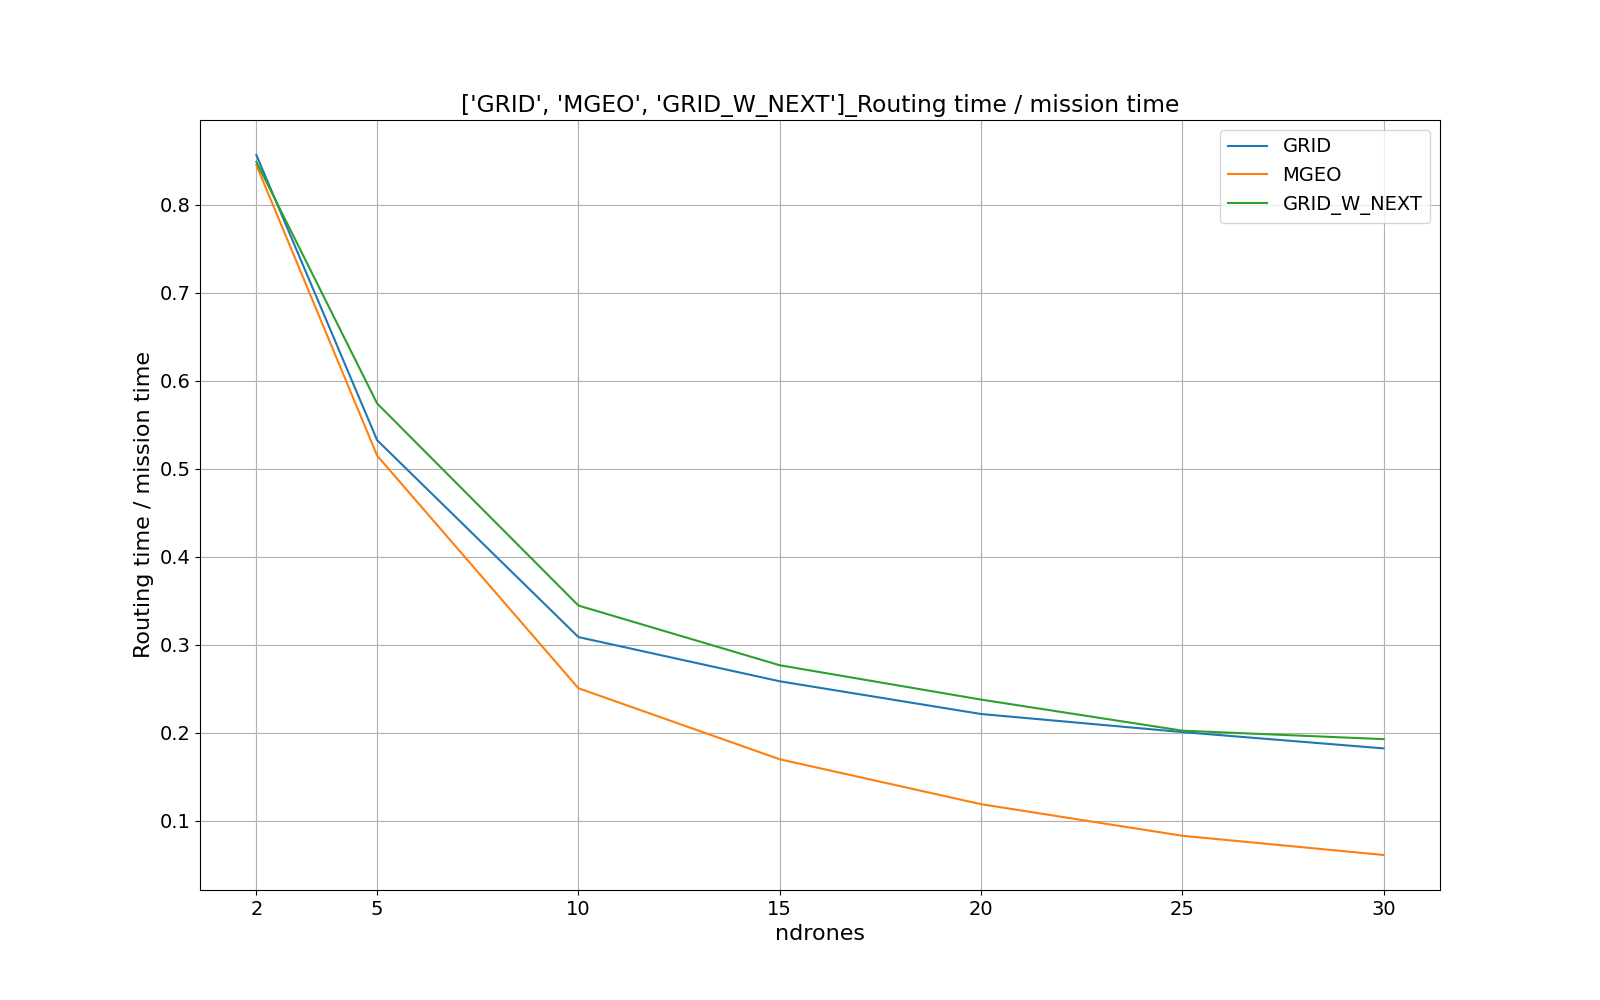 ['GRID', 'MGEO', 'GRID_W_NEXT']_Routing time / mission time
GRID
MGEO
GRID_W_NEXT
Routing time / mission time
0.8
0.7
0.6
0.5
0.4
0.3
0.2
0.1
2 5 10 15 20 25 30
ndrones